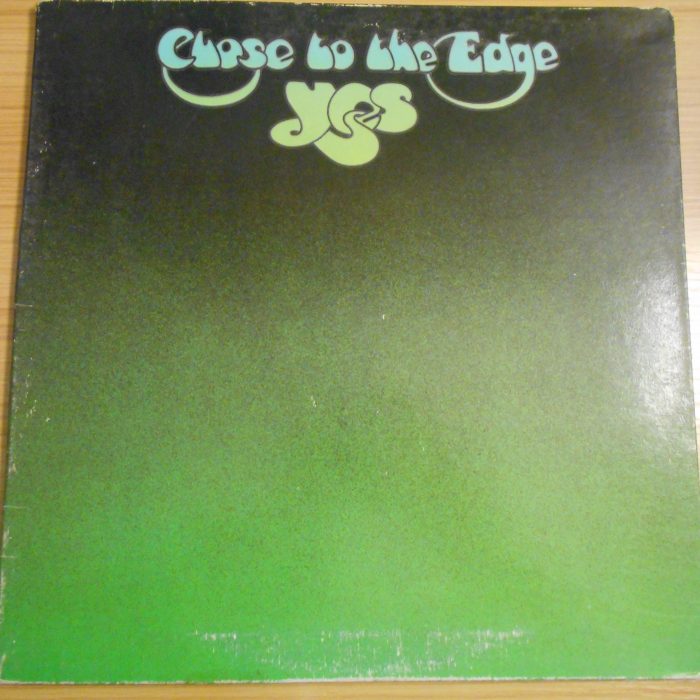 Close to the Edge
Yes